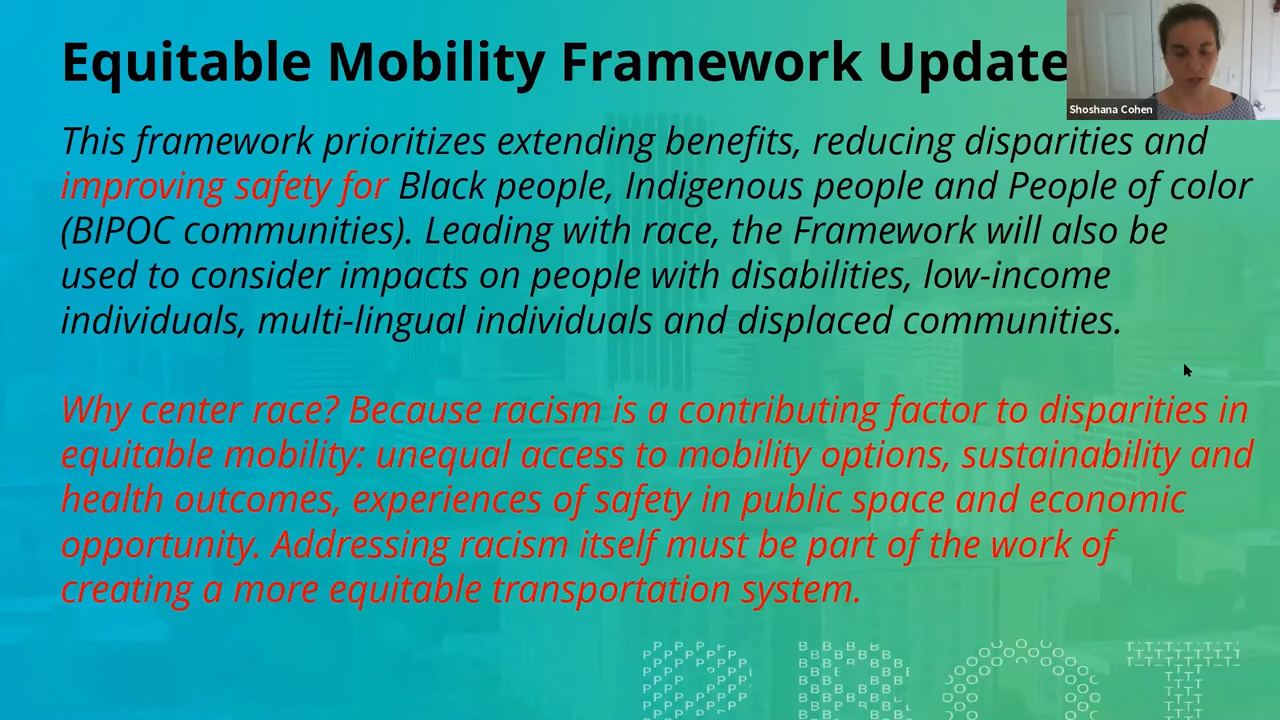 Equitable Mobility Framework Update
Shoshana Cohen
This framework prioritizes extending benefits, reducing disparities and
improving safety for Black people, Indigenous people and People of color
(BIPOC communities). Leading with race, the Framework will also be
used to consider impacts on people with disabilities, low-income
individuals, multi-lingual individuals and displaced communities.
Why center race? Because racism is a contributing factor to disparities in
equitable mobility: unequal access to mobility options, sustainability and
health outcomes, experiences of safety in public space and economic
opportunity. Addressing racism itself must be part of the work of
creating a more equitable transportation system.
PBOT